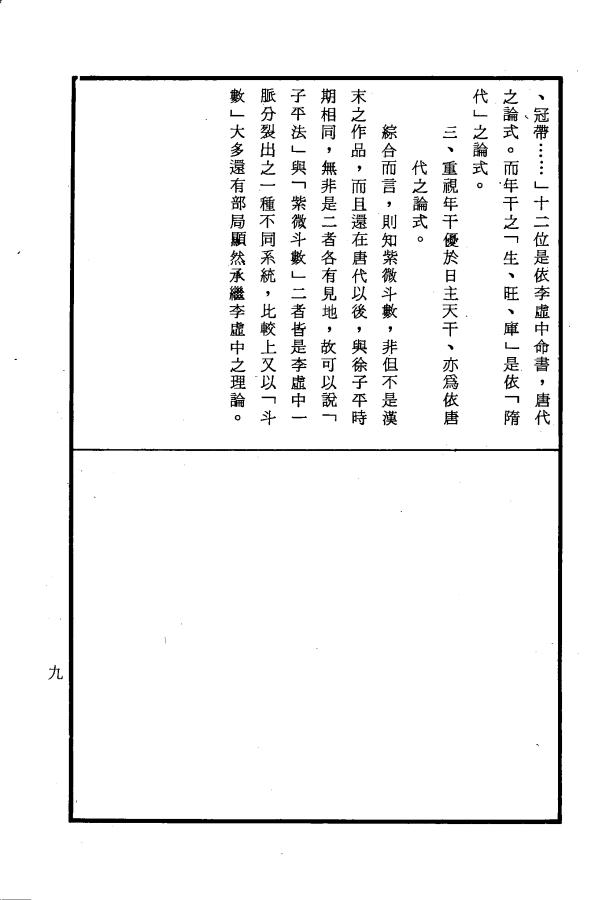 、冠帶……」十二位是依李虛中命書，唐代
之論式。而年干之「生、旺、庫」是依「隋
代」之論式。
三、重視年干優於日主天干、亦爲依唐
代之論式。
綜合而言，則知紫微斗數，非但不是漢
末之作品，而且還在唐代以後，與徐子平時
期相同，無非是二者各有見地，故可以說「
子平法」與「紫微斗數」二者皆是李虛中一
脈分裂出之一種不同系統，比較上又以「斗
數」大多還有部局顯然承繼李虛中之理論。
九